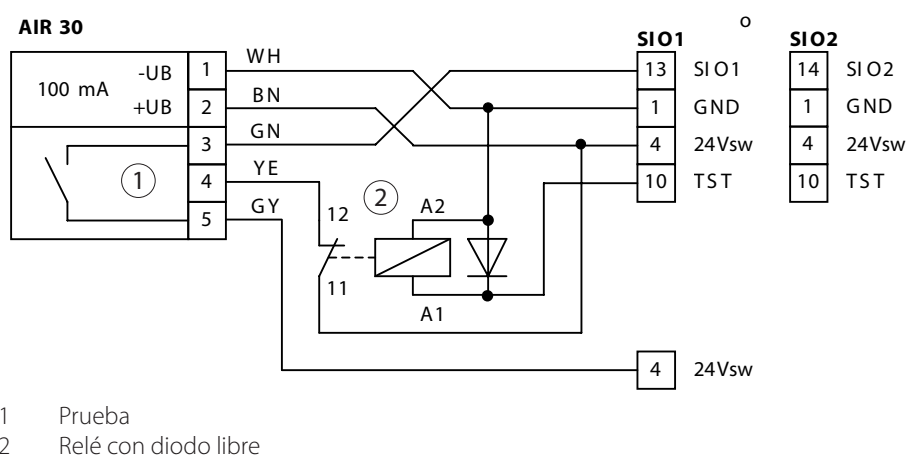 AIR 30
SIO1 o SIO2
100 mA -UB 1 WH 13 SIO1 14 SIO2
+UB 2 BN 1 GND 1 GND
3 GN 4 24Vsw 4 24Vsw
1 4 YE 10 TST 10 TST
5 GY 12 2 A2
11 A1
4 24Vsw
1 Prueba
2 Relé con diodo libre